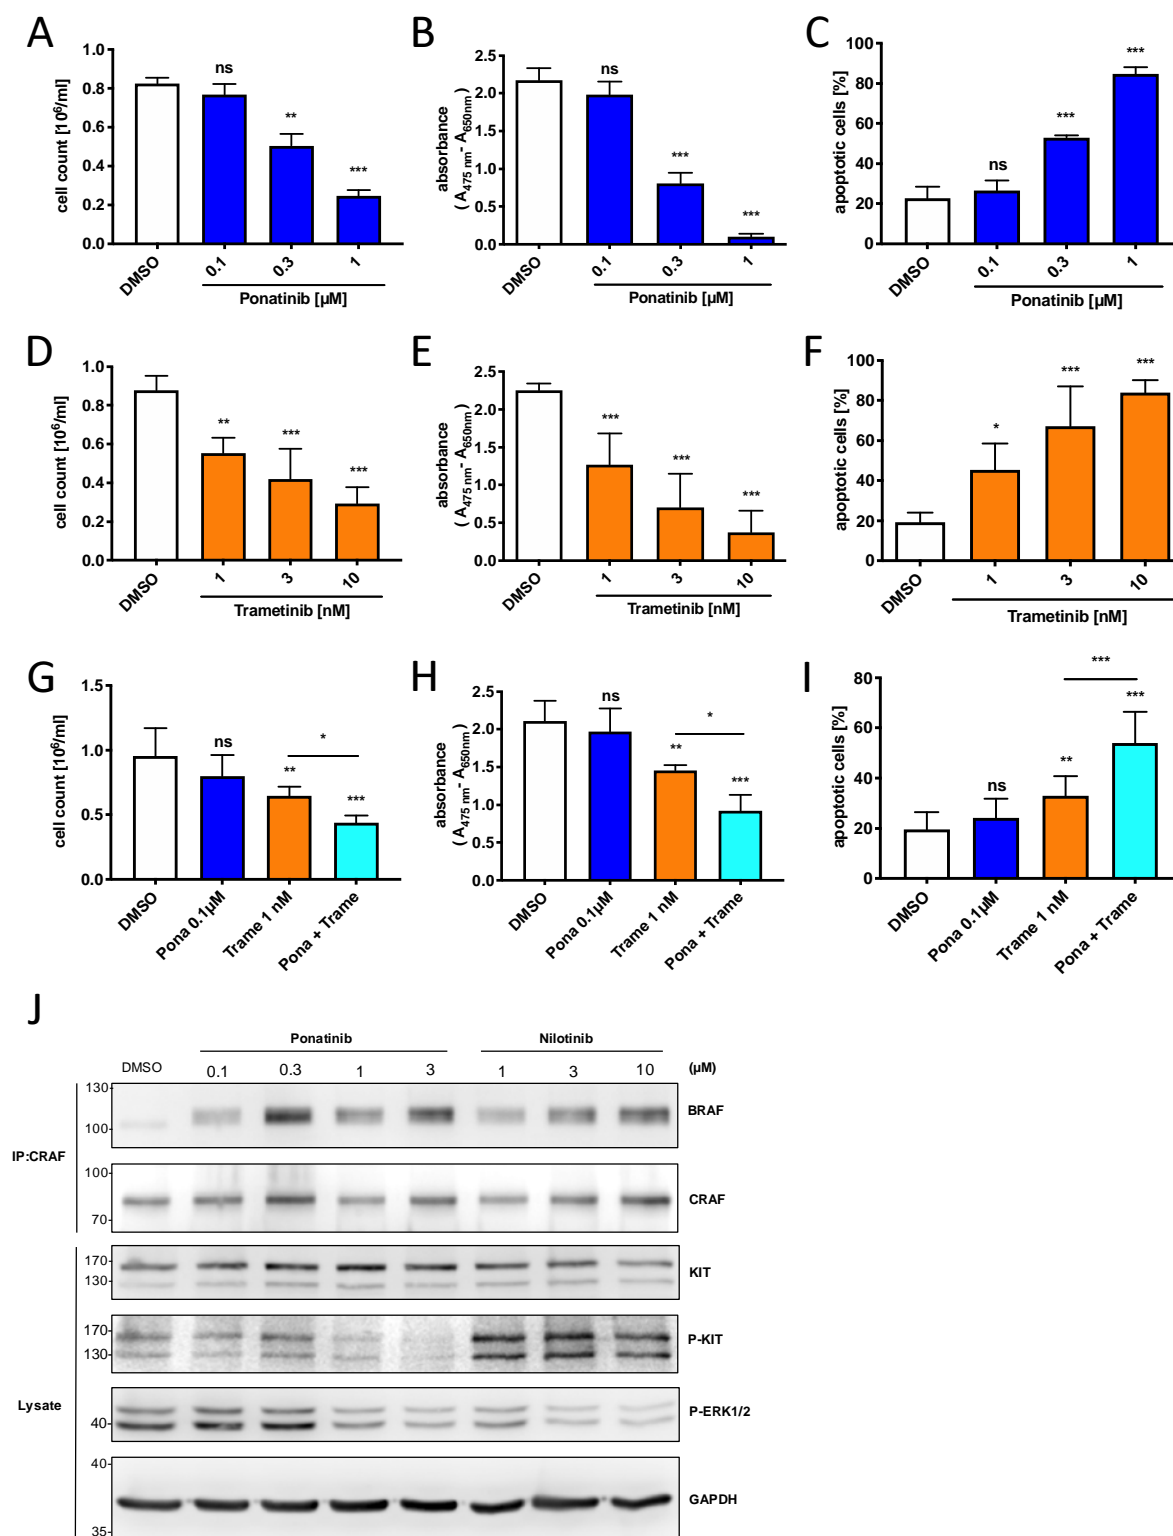 A
cell count [10⁶/ml]
1.0
0.8
0.6
0.4
0.2
0.0
ns
**
***
DMSO
0.1
0.3
1
Ponatinib [µM]
B
absorbance
( A475 nm- A650nm)
2.5
2.0
1.5
1.0
0.5
0.0
ns
***
***
DMSO
0.1
0.3
1
Ponatinib [µM]
C
apoptotic cells [%]
100
80
60
40
20
0
ns
***
***
DMSO
0.1
0.3
1
Ponatinib [µM]
D
cell count [10⁶/ml]
1.0
0.8
0.6
0.4
0.2
0.0
**
***
***
DMSO
1
3
10
Trametinib [nM]
E
absorbance
( A475 nm- A650nm)
2.5
2.0
1.5
1.0
0.5
0.0
***
***
***
DMSO
1
3
10
Trametinib [nM]
F
apoptotic cells [%]
100
80
60
40
20
0
*
***
***
DMSO
1
3
10
Trametinib [nM]
G
cell count [10⁶/ml]
1.5
1.0
0.5
0.0
ns
**
*
***
DMSO
Pona 0.1µM
Trame 1 nM
Pona + Trame
H
absorbance
( A475 nm- A650nm)
2.5
2.0
1.5
1.0
0.5
0.0
ns
**
*
***
DMSO
Pona 0.1µM
Trame 1 nM
Pona + Trame
I
apoptotic cells [%]
80
60
40
20
0
ns
**
***
***
DMSO
Pona 0.1µM
Trame 1 nM
Pona + Trame
J
Ponatinib Nilotinib
DMSO 0.1 0.3 1 3 1 3 10 (µM)
IP:CRAF
130
100
BRAF
100
70
CRAF
Lysate
170
130
KIT
170
130
P-KIT
40
P-ERK1/2
40
35
GAPDH